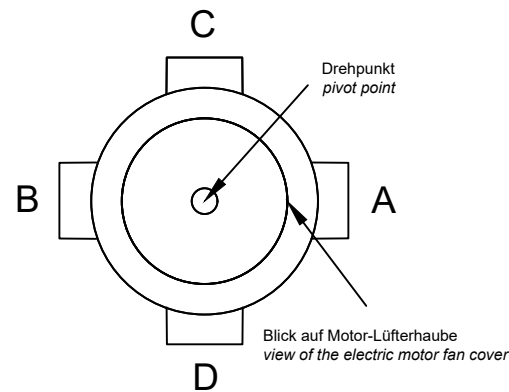 C
Drehpunkt
pivot point
B
A
Blick auf Motor-Lüfterhaube
view of the electric motor fan cover
D